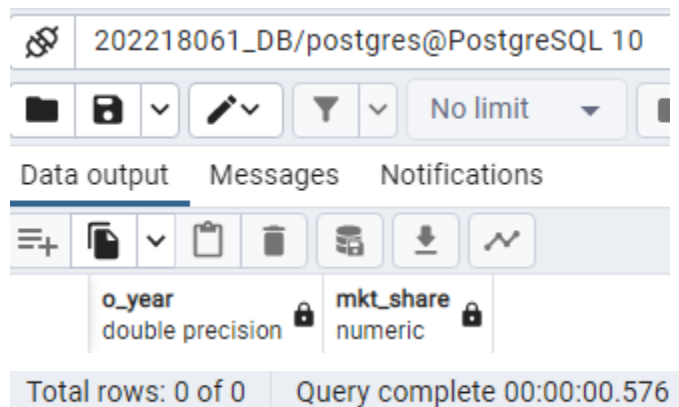 202218061_DB/postgres@PostgreSQL 10
No limit
Data output Messages Notifications
o_year mkt_share
double precision numeric
Total rows: 0 of 0 Query complete 00:00:00.576